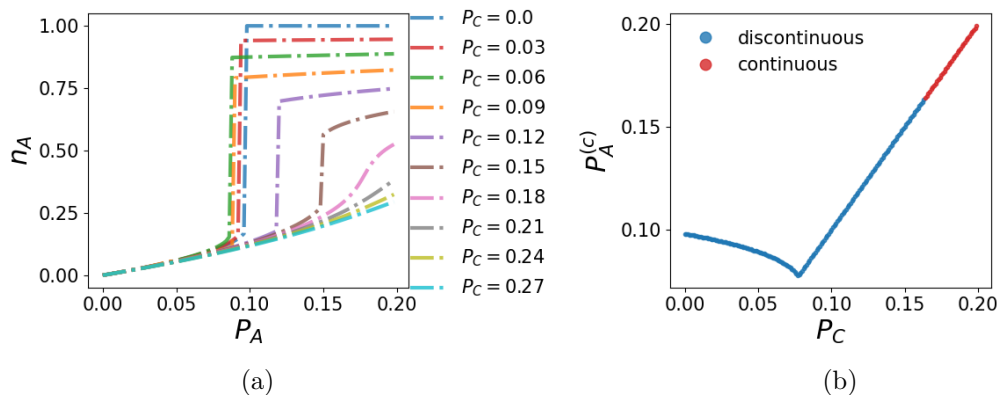 1.00
0.75
0.50
0.25
0.00
n_A
0.00 0.05 0.10 0.15 0.20
P_A
P_C = 0.0
P_C = 0.03
P_C = 0.06
P_C = 0.09
P_C = 0.12
P_C = 0.15
P_C = 0.18
P_C = 0.21
P_C = 0.24
P_C = 0.27
(a)
0.20
0.15
0.10
P_A^{(c)}
discontinuous
continuous
0.00 0.05 0.10 0.15 0.20
P_C
(b)